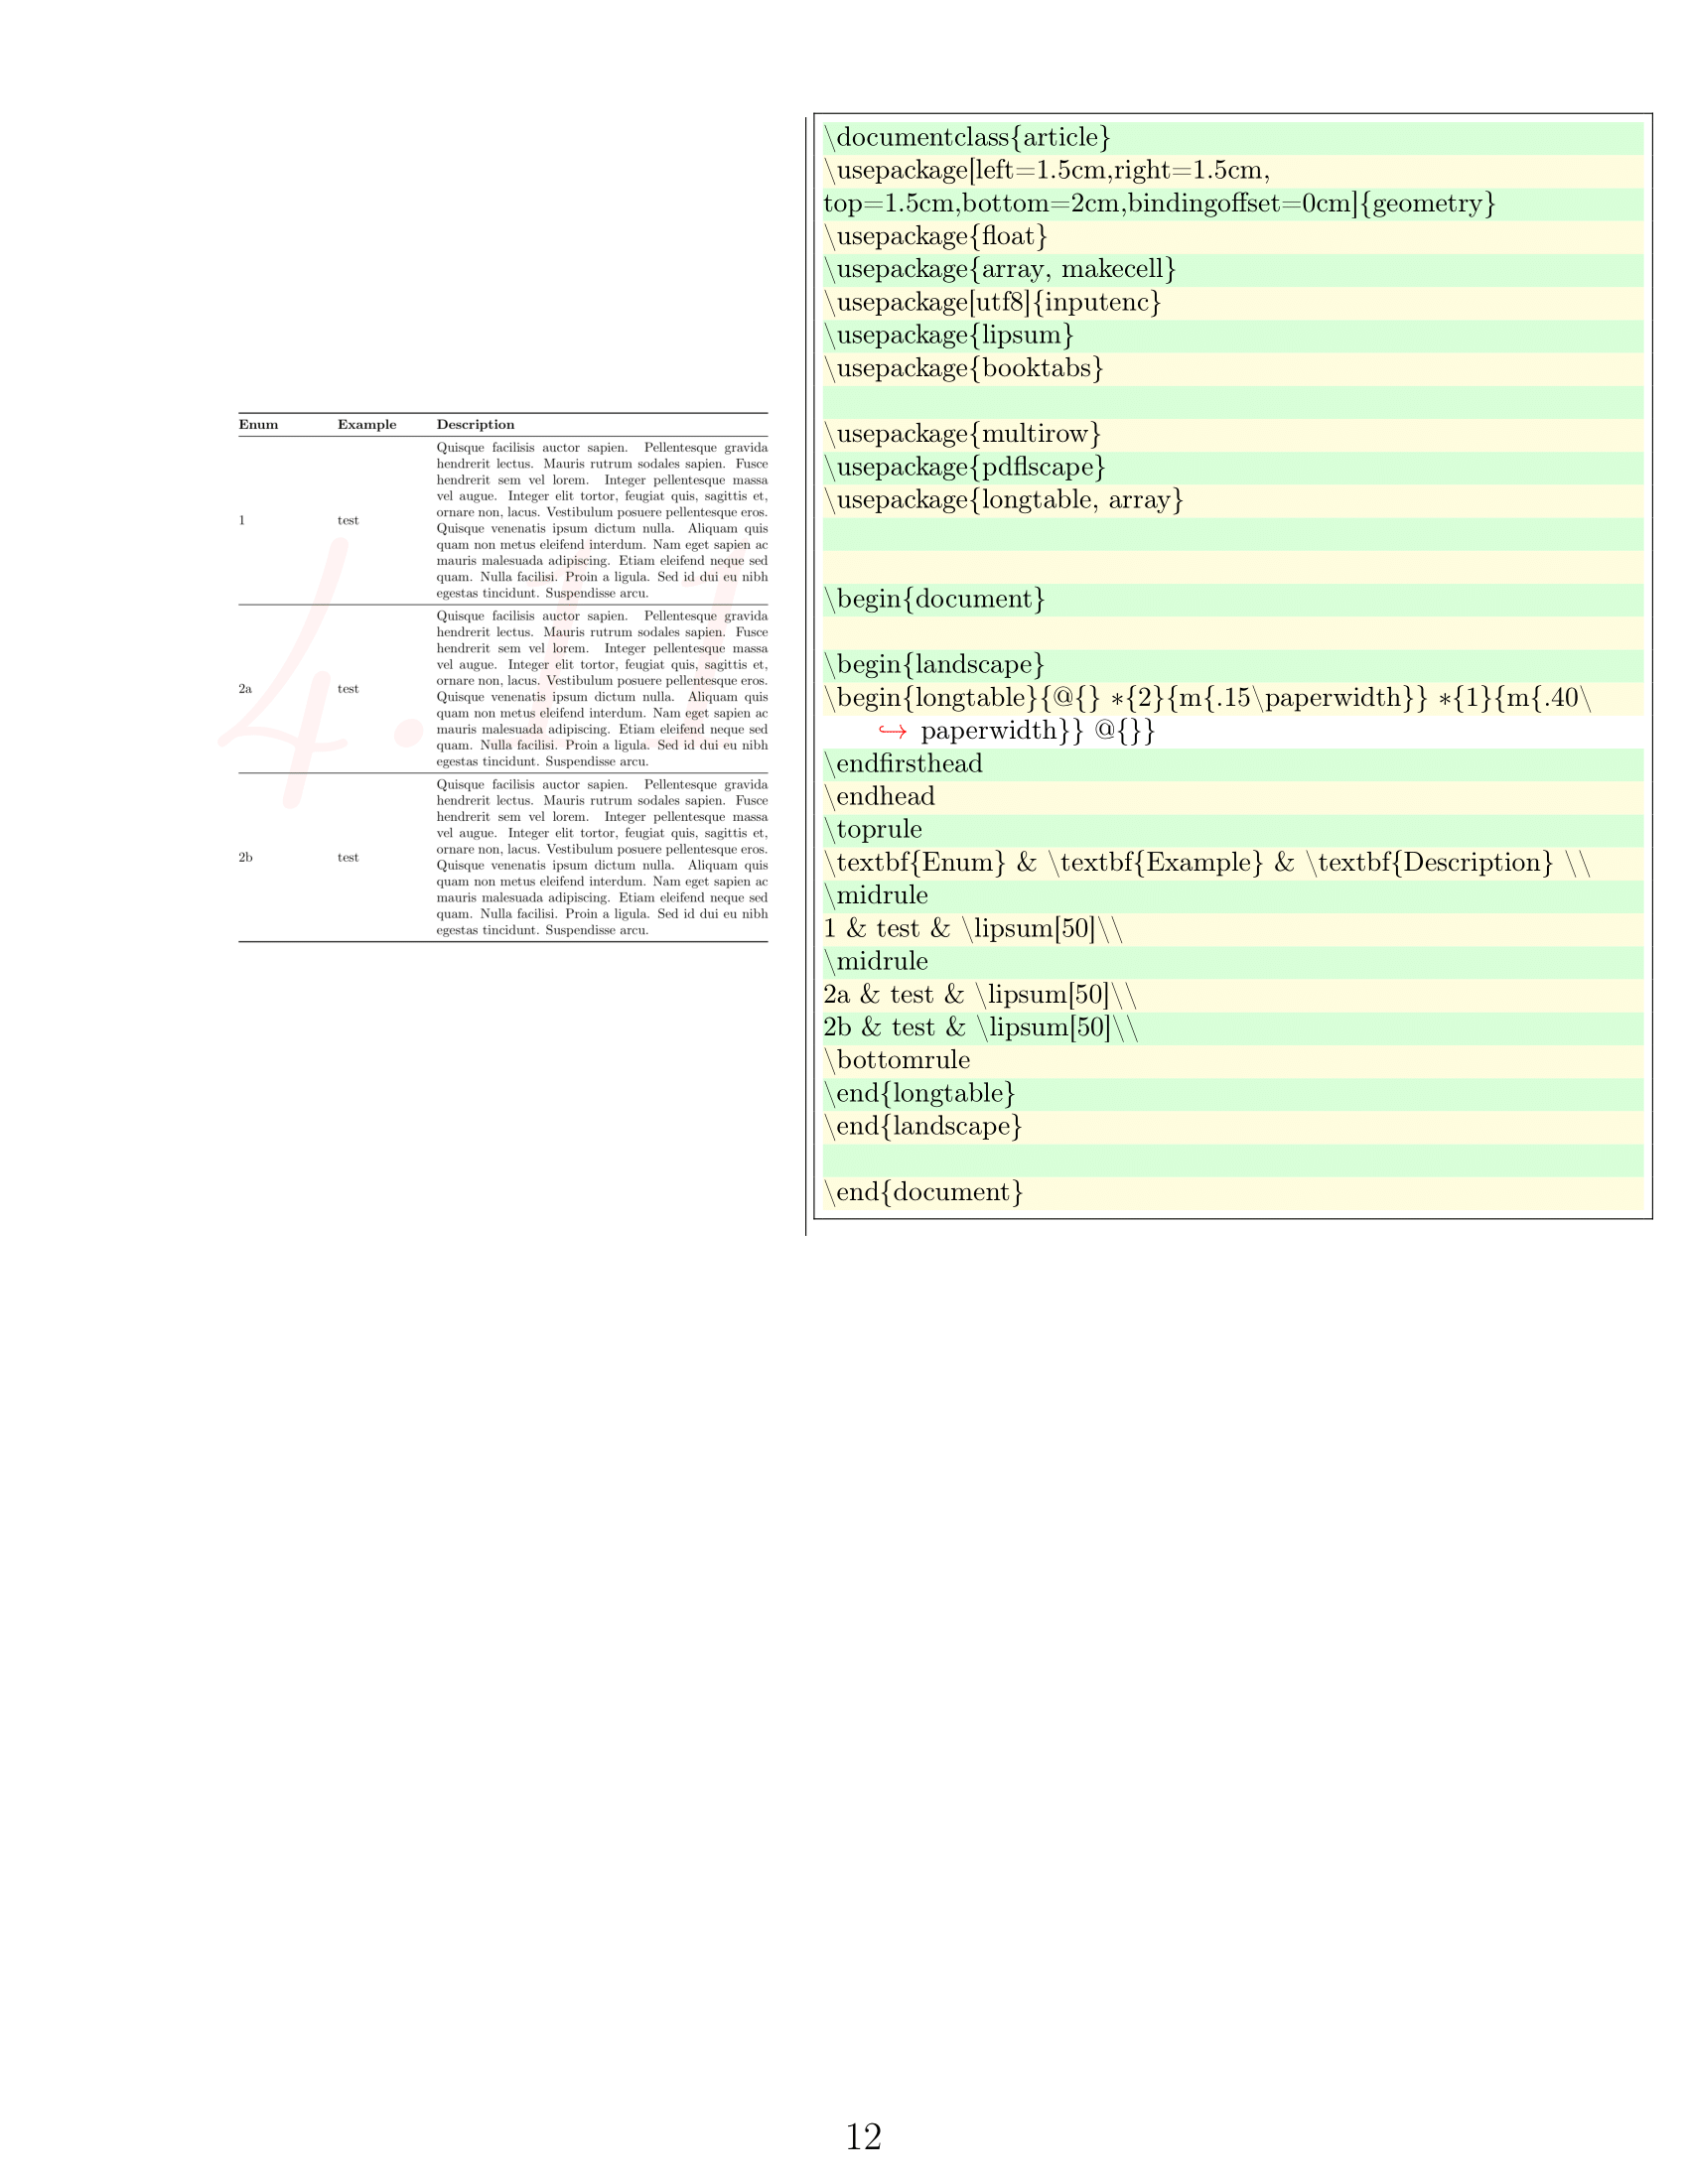 Enum Example Description
Quisque facilisis auctor sapien. Pellentesque gravida
hendrerit lectus. Mauris rutrum sodales sapien. Fusce
hendrerit sem vel lorem. Integer pellentesque massa
vel augue. Integer elit tortor, feugiat quis, sagittis et,
ornare non, lacus. Vestibulum posuere pellentesque eros.
1 test
Quisque venenatis ipsum dictum nulla. Aliquam quis
quam non metus eleifend interdum. Nam eget sapien ac
mauris malesuada adipiscing. Etiam eleifend neque sed
quam. Nulla facilisi. Proin a ligula. Sed id dui eu nibh
egestas tincidunt. Suspendisse arcu.
Quisque facilisis auctor sapien. Pellentesque gravida
hendrerit lectus. Mauris rutrum sodales sapien. Fusce
hendrerit sem vel lorem. Integer pellentesque massa
vel augue. Integer elit tortor, feugiat quis, sagittis et,
ornare non, lacus. Vestibulum posuere pellentesque eros.
2a test
Quisque venenatis ipsum dictum nulla. Aliquam quis
quam non metus eleifend interdum. Nam eget sapien ac
mauris malesuada adipiscing. Etiam eleifend neque sed
quam. Nulla facilisi. Proin a ligula. Sed id dui eu nibh
egestas tincidunt. Suspendisse arcu.
Quisque facilisis auctor sapien. Pellentesque gravida
hendrerit lectus. Mauris rutrum sodales sapien. Fusce
hendrerit sem vel lorem. Integer pellentesque massa
vel augue. Integer elit tortor, feugiat quis, sagittis et,
ornare non, lacus. Vestibulum posuere pellentesque eros.
2b test
Quisque venenatis ipsum dictum nulla. Aliquam quis
quam non metus eleifend interdum. Nam eget sapien ac
mauris malesuada adipiscing. Etiam eleifend neque sed
quam. Nulla facilisi. Proin a ligula. Sed id dui eu nibh
egestas tincidunt. Suspendisse arcu.
4.11
\documentclass{article}
\usepackage[left=1.5cm,right=1.5cm,
top=1.5cm,bottom=2cm,bindingoffset=0cm]{geometry}
\usepackage{float}
\usepackage{array, makecell}
\usepackage[utf8]{inputenc}
\usepackage{lipsum}
\usepackage{booktabs}
\usepackage{multirow}
\usepackage{pdflscape}
\usepackage{longtable, array}
\begin{document}
\begin{landscape}
\begin{longtable}{@{} *{2}{m{.15\paperwidth}} *{1}{m{.40\
↪ paperwidth}} @{}}
\endfirsthead
\endhead
\toprule
\textbf{Enum} & \textbf{Example} & \textbf{Description} \\
\midrule
1 & test & \lipsum[50]\\
\midrule
2a & test & \lipsum[50]\\
2b & test & \lipsum[50]\\
\bottomrule
\end{longtable}
\end{landscape}
\end{document}
12